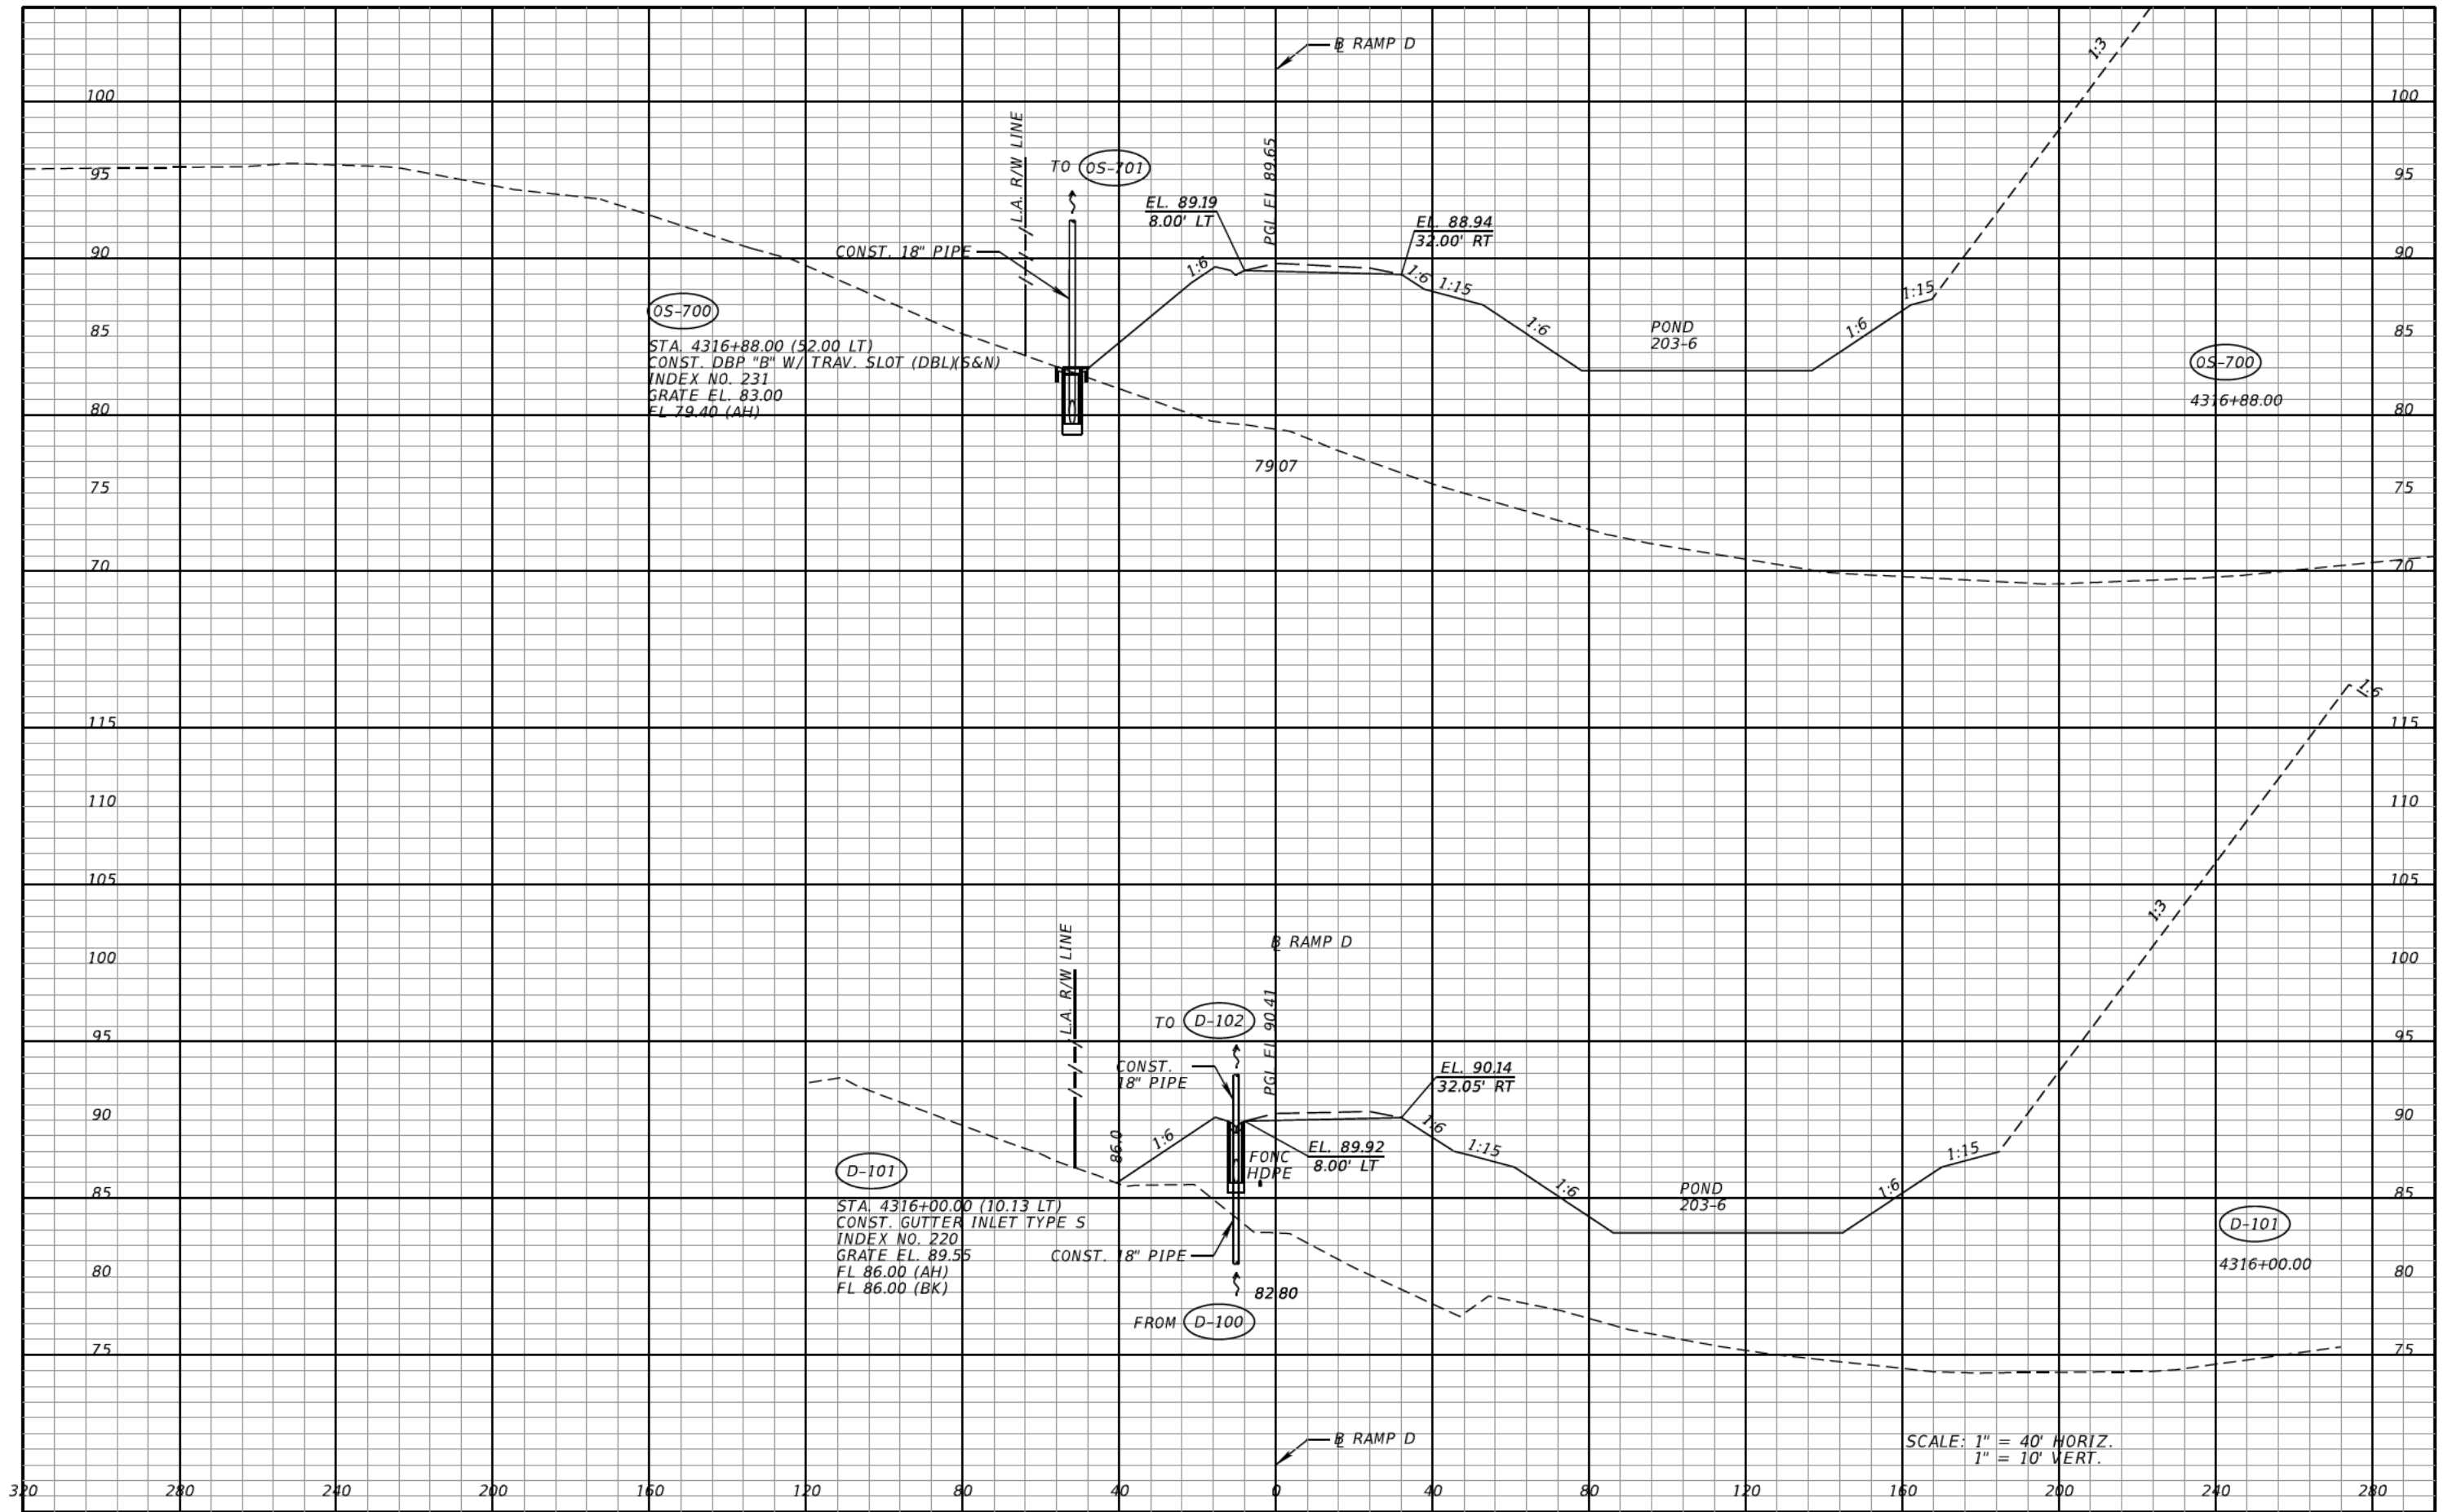 ℄ RAMP D
100
100
L.A. R/W LINE
PGL EL 89.65
1:3
TO OS-701
95
95
EL. 89.19
8.00' LT
EL. 88.94
32.00' RT
90
CONST. 18" PIPE
90
1:6
1:6
1:15
1:15
OS-700
85
1:6
POND
203-6
1:6
85
STA. 4316+88.00 (52.00 LT)
CONST. DBP "B" W/ TRAV. SLOT (DBL)(S&N)
INDEX NO. 231
GRATE EL. 83.00
FL 79.40 (AH)
OS-700
4316+88.00
80
80
79.07
75
75
70
70
1:6
115
115
110
110
105
105
1:3
L.A. R/W LINE
℄ RAMP D
100
100
PGL EL 90.41
TO D-102
95
95
CONST.
18" PIPE
EL. 90.14
32.05' RT
90
90
86.0
1:6
1:6
1:15
EL. 89.92
8.00' LT
FONC
HDPE
1:15
D-101
85
1:6
POND
203-6
1:6
85
STA. 4316+00.00 (10.13 LT)
CONST. GUTTER INLET TYPE S
INDEX NO. 220
GRATE EL. 89.55
FL 86.00 (AH)
FL 86.00 (BK)
CONST. 18" PIPE
D-101
4316+00.00
80
80
82.80
FROM D-100
75
75
℄ RAMP D
SCALE: 1" = 40' HORIZ.
1" = 10' VERT.
320 280 240 200 160 120 80 40 0 40 80 120 160 200 240 280